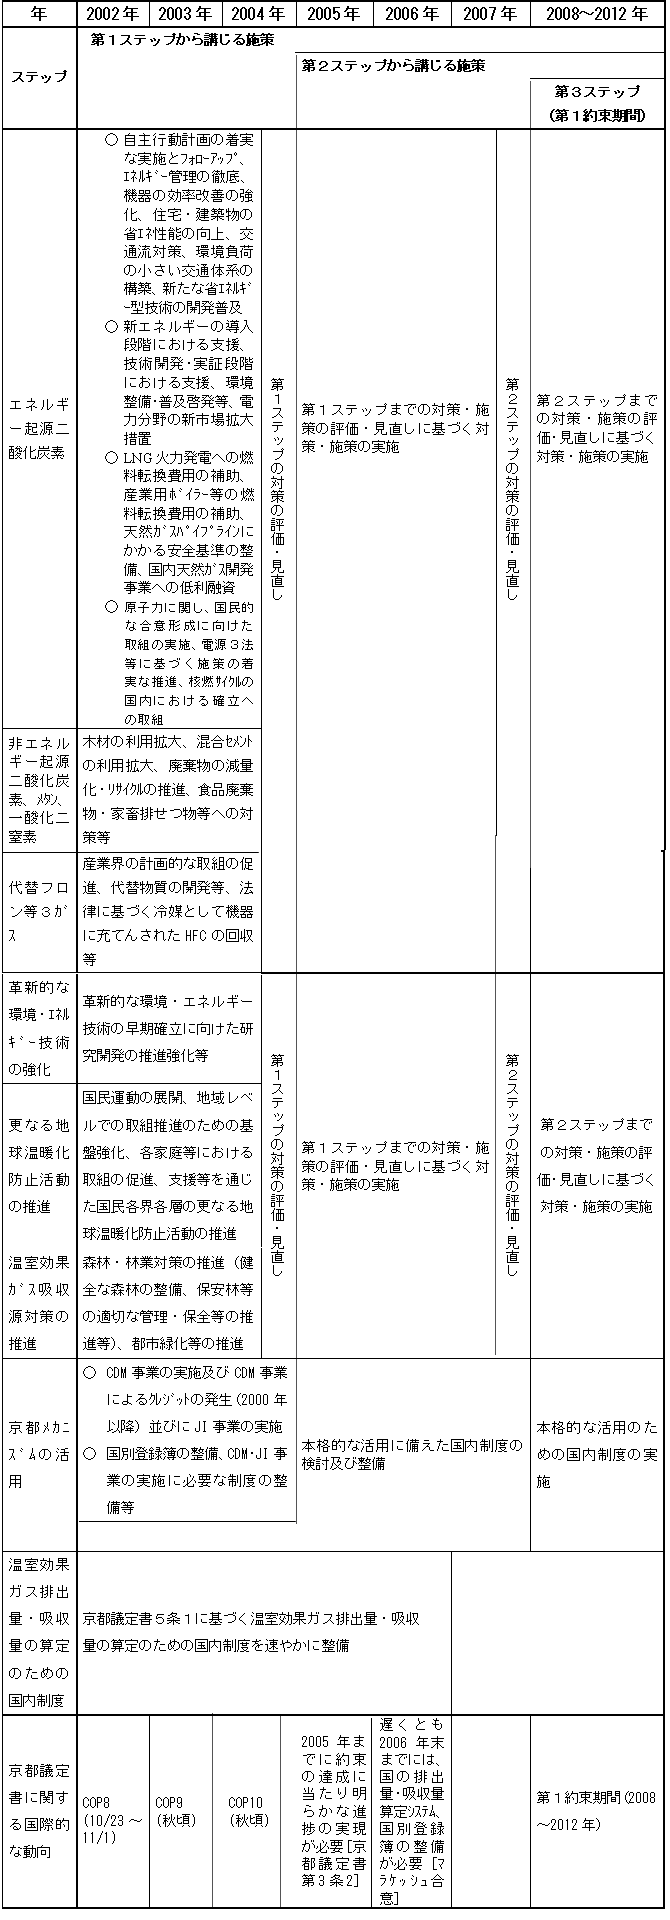 年
2002年
2003年
2004年
2005年
2006年
2007年
2008～2012年
ステップ
第１ステップから講じる施策
第２ステップから講じる施策
第３ステップ
（第１約束期間）
エネルギ
ー起源二
酸化炭素
○ 自主行動計画の着実
な実施とﾌｫﾛｰｱｯﾌﾟ、
ｴﾈﾙｷﾞｰ管理の徹底、
機器の効率改善の強
化、住宅・建築物の
省ｴﾈ性能の向上、交
通流対策、環境負荷
の小さい交通体系の
構築、新たな省ｴﾈﾙｷﾞ
ｰ型技術の開発普及
○ 新エネルギーの導入
段階における支援、
技術開発・実証段階
における支援、環境
整備・普及啓発等、電
力分野の新市場拡大
措置
○ LNG火力発電への燃
料転換費用の補助、
産業用ﾎﾞｲﾗｰ等の燃
料転換費用の補助、
天然ｶﾞｽﾊﾟｲﾌﾟﾗｲﾝに
かかる安全基準の整
備、国内天然ｶﾞｽ開発
事業への低利融資
○ 原子力に関し、国民的
な合意形成に向けた
取組の実施、電源３法
等に基づく施策の着
実な推進、核燃ｻｲｸﾙの
国内における確立へ
の取組
第１ステップの対策の評価・見直し
第１ステップまでの対策・施
策の評価・見直しに基づく対
策・施策の実施
第２ステップの対策の評価・見直し
第２ステップまで
の対策・施策の評
価・見直しに基づく
対策・施策の実施
非エネル
ギー起源
二酸化炭
素、ﾒﾀﾝ、
一酸化二
窒素
木材の利用拡大、混合ｾﾒﾝﾄ
の利用拡大、廃棄物の減量
化・ﾘｻｲｸﾙの推進、食品廃棄
物・家畜排せつ物等への対
策等
代替フロ
ン等３ｶﾞ
ｽ
産業界の計画的な取組の促
進、代替物質の開発等、法
律に基づく冷媒として機器
に充てんされたHFCの回収
等
革新的な
環境・ｴﾈﾙ
ｷﾞｰ技術
の強化
革新的な環境・エネルギー
技術の早期確立に向けた研
究開発の推進強化等
第１ステップの対策の評価・見直し
第１ステップまでの対策・施
策の評価・見直しに基づく対
策・施策の実施
第２ステップの対策の評価・見直し
第２ステップまで
の対策・施策の評
価・見直しに基づく
対策・施策の実施
更なる地
球温暖化
防止活動
の推進
国民運動の展開、地域レベ
ルでの取組推進のための基
盤強化、各家庭等における
取組の促進、支援等を通じ
た国民各界各層の更なる地
球温暖化防止活動の推進
温室効果
ｶﾞｽ吸収
源対策の
推進
森林・林業対策の推進（健
全な森林の整備、保安林等
の適切な管理・保全等の推
進等）、都市緑化等の推進
京都ﾒｶﾆ
ｽﾞﾑの活
用
○ CDM事業の実施及びCDM事業
によるｸﾚｼﾞｯﾄの発生（2000年
以降）並びにJI事業の実施
○ 国別登録簿の整備、CDM・JI事
業の実施に必要な制度の整
備等
本格的な活用に備えた国内制度の
検討及び整備
本格的な活用のた
めの国内制度の実
施
温室効果
ガス排出
量・吸収
量の算定
のための
国内制度
京都議定書５条１に基づく温室効果ガス排出量・吸収
量の算定のための国内制度を速やかに整備
京都議定
書に関す
る国際的
な動向
COP8
（10/23～
11/1）
COP9
（秋頃）
COP10
（秋頃）
2005年ま
でに約束
の達成に
当たり明
らかな進
捗の実現
が必要［京
都議定書
第3条2］
遅くとも
2006年末
までには、
国の排出
量・吸収量
算定ｼｽﾃﾑ、
国別登録
簿の整備
が必要［マ
ﾗｹｯｼｭ合
意］
第１約束期間（2008
～2012年）